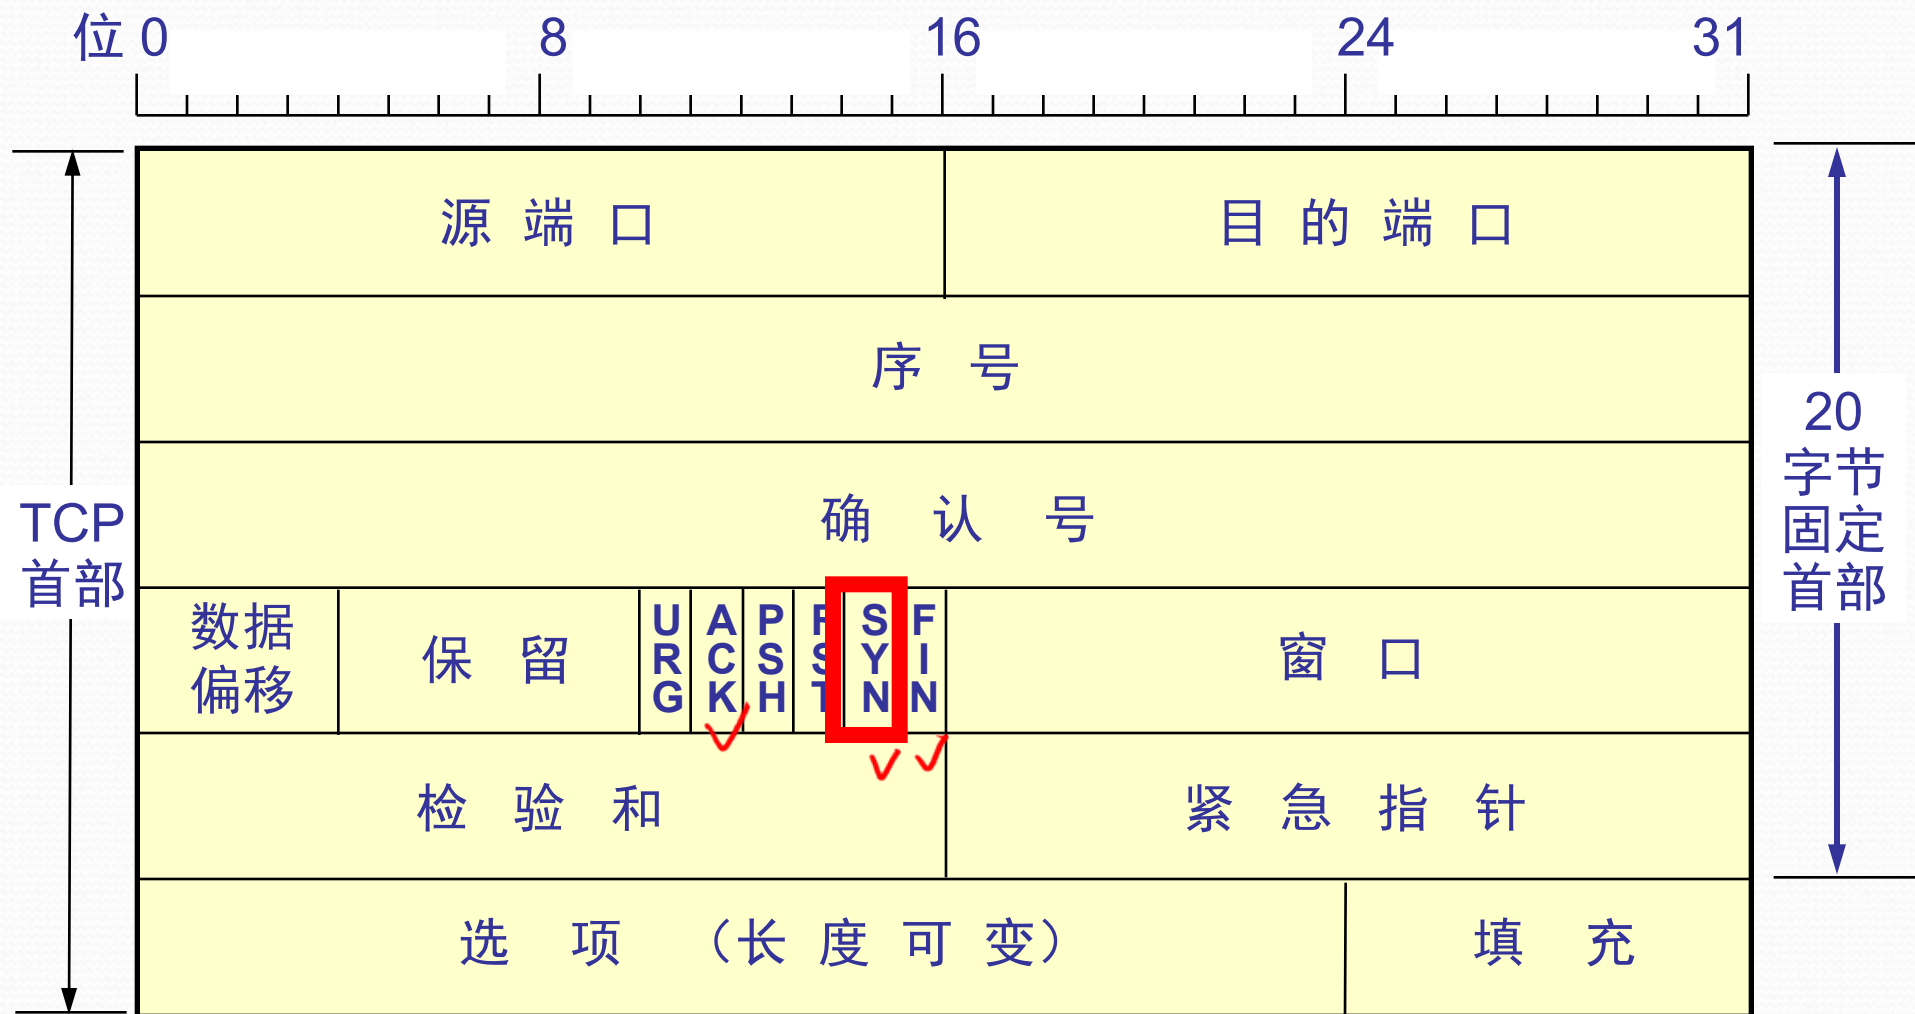 位 0 8 16 24 31
源 端 口
目 的 端 口
序 号
确 认 号
TCP
首部
20
字节
固定
首部
数据
偏移
保 留
URG
ACK
PSH
RST
SYN
FIN
窗 口
检 验 和
紧 急 指 针
选 项 （长 度 可 变）
填 充